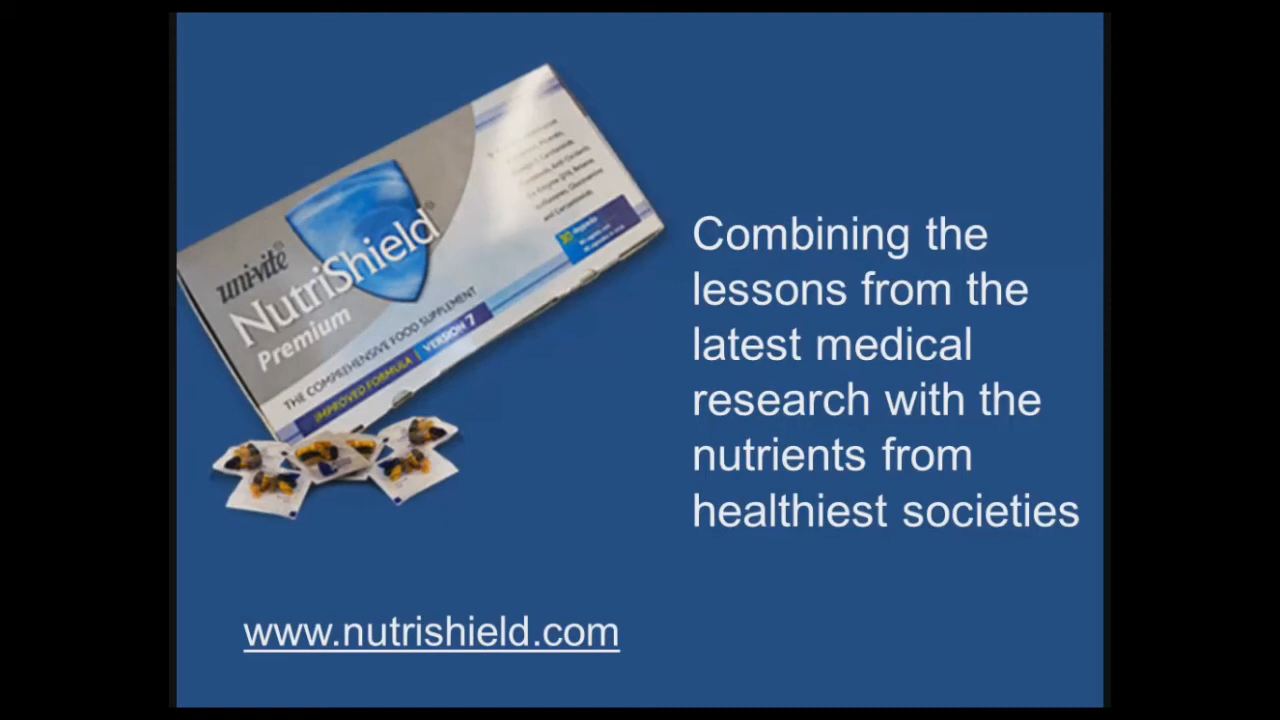 uni-vite®
NutriShield®
Premium
THE COMPREHENSIVE FOOD SUPPLEMENT
IMPROVED FORMULA | VERSION 7
30
Combining the
lessons from the
latest medical
research with the
nutrients from
healthiest societies
www.nutrishield.com